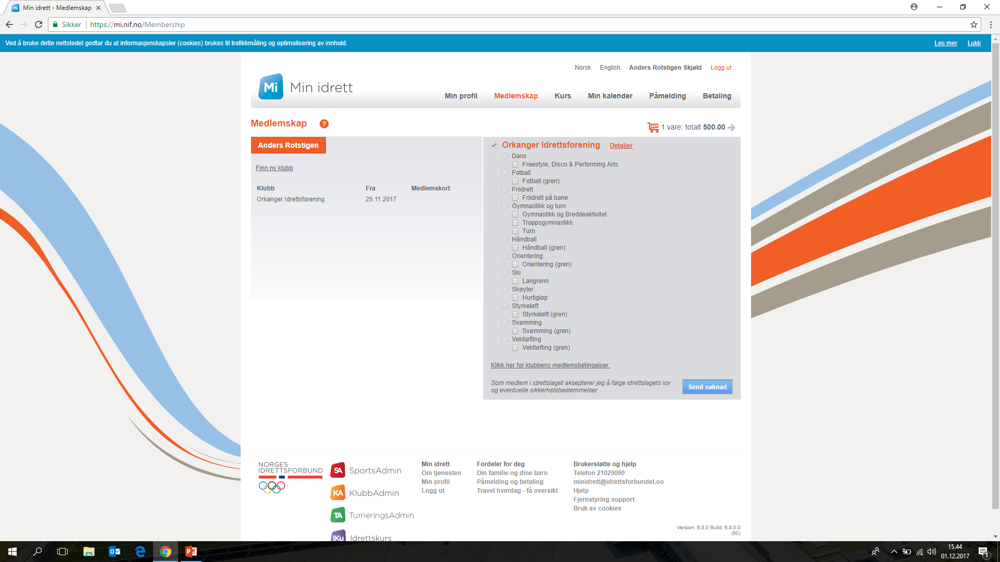 Min idrett - Medlemskap
Sikker
https://mi.nif.no/Membership
Ved å bruke dette nettstedet godtar du at informasjonskapsler (cookies) brukes til trafikkmåling og optimalisering av innhold.
Les mer
Lukk
Norsk
English
Anders Rotstigen Skjøld
Logg ut
Mi Min idrett
Min profil
Medlemskap
Kurs
Min kalender
Påmelding
Betaling
Medlemskap
?
1 vare: totalt 500.00
Anders Rotstigen
Finn ny klubb
Klubb Fra Medlemskort
Orkanger Idrettsforening 25.11.2017
Orkanger Idrettsforening Detaljer
Dans
Freestyle, Disco & Performing Arts
Fotball
Fotball (gren)
Friidrett
Friidrett på bane
Gymnastikk og turn
Gymnastikk og Breddeaktivitet
Troppsgymnastikk
Turn
Håndball
Håndball (gren)
Orientering
Orientering (gren)
Ski
Langrenn
Skøyter
Hurtigløp
Styrkeløft
Styrkeløft (gren)
Svømming
Svømming (gren)
Vektløfting
Vektløfting (gren)
Klikk her for klubbens medlemsbetingelser.
Som medlem i idrettslaget aksepterer jeg å følge idrettslagets lov
og eventuelle sikkerhetsbestemmelser.
Send søknad
NORGES
IDRETTSFORBUND
SA SportsAdmin
KA KlubbAdmin
TA TurneringsAdmin
IKu Idrettskurs
Min idrett
Om tjenesten
Min profil
Logg ut
Fordeler for deg
Din familie og dine barn
Påmelding og betaling
Travel hverdag - få oversikt
Brukerstøtte og hjelp
Telefon 21029090
minidrett@idrettsforbundet.no
Hjelp
Fjernstyring support
Bruk av cookies
Version: 6.8.0 Build: 6.8.0.0
(50)
15.44
01.12.2017
1